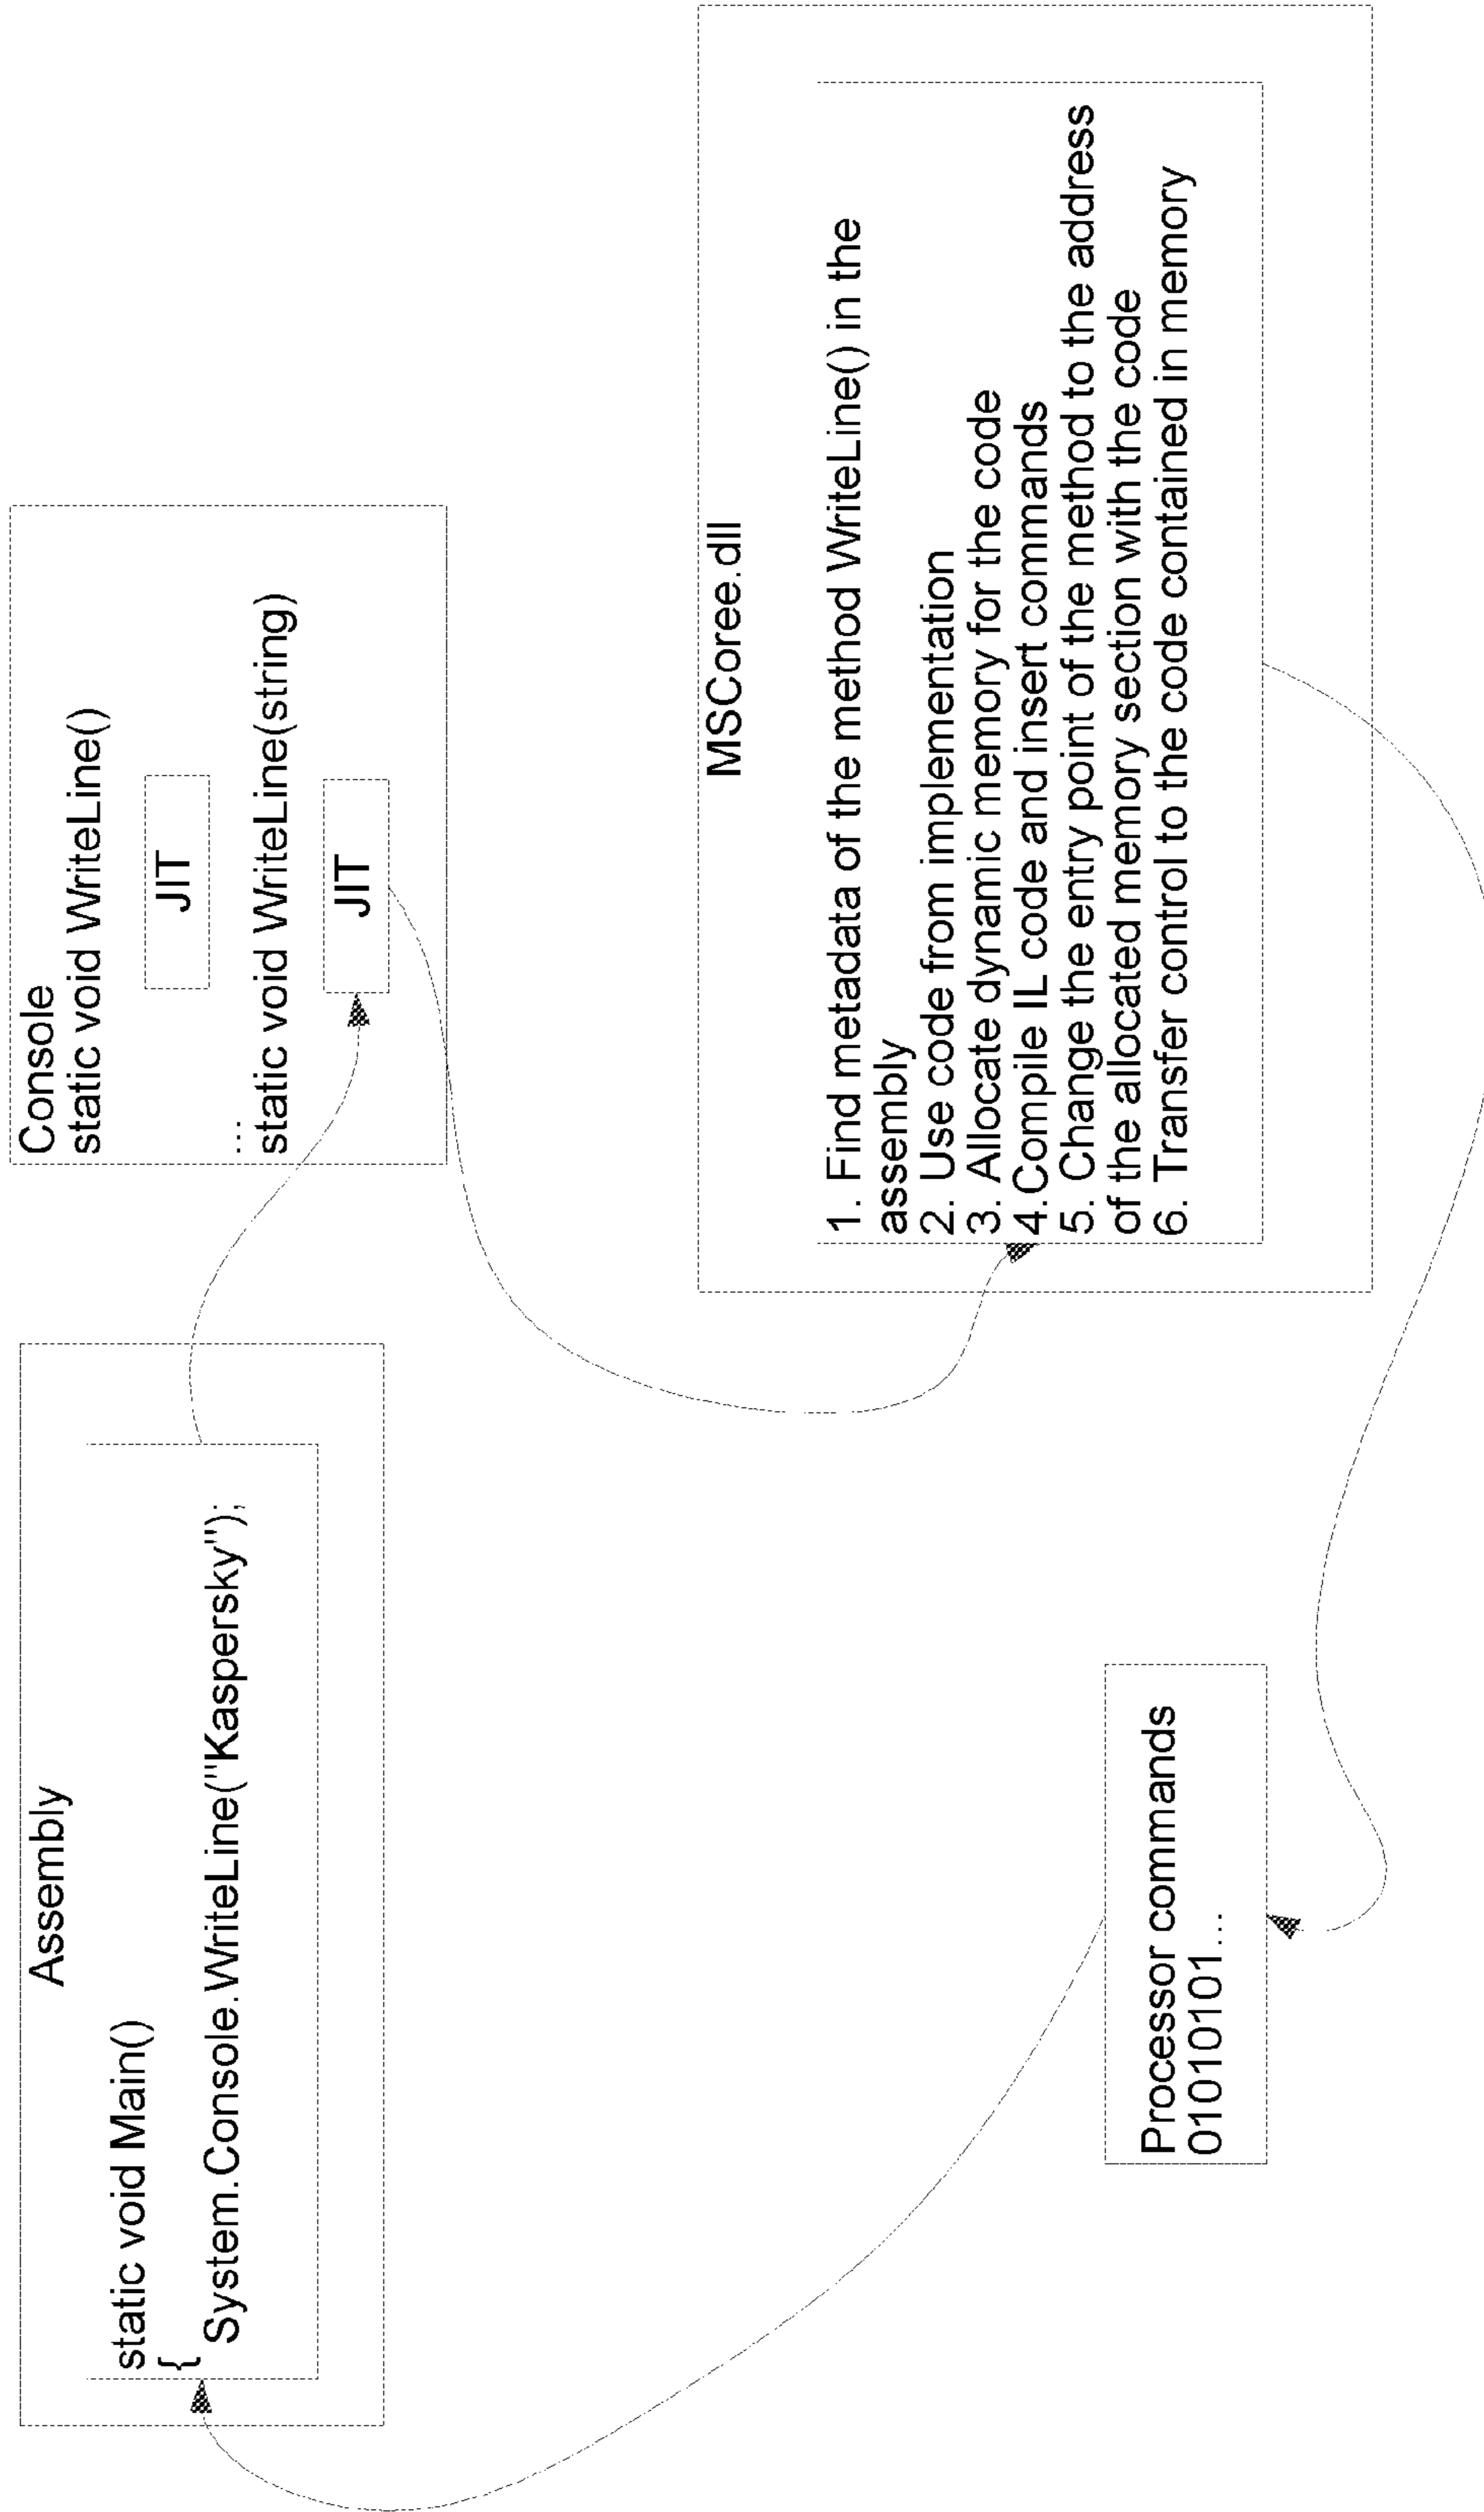 Assembly
static void Main()
{
System.Console.WriteLine("Kaspersky");
Console
static void WriteLine()
JIT
...
static void WriteLine(string)
JIT
MSCoree.dll
1. Find metadata of the method WriteLine() in the
assembly
2. Use code from implementation
3. Allocate dynamic memory for the code
4.Compile IL code and insert commands
5. Change the entry point of the method to the address
of the allocated memory section with the code
6. Transfer control to the code contained in memory
Processor commands
01010101...